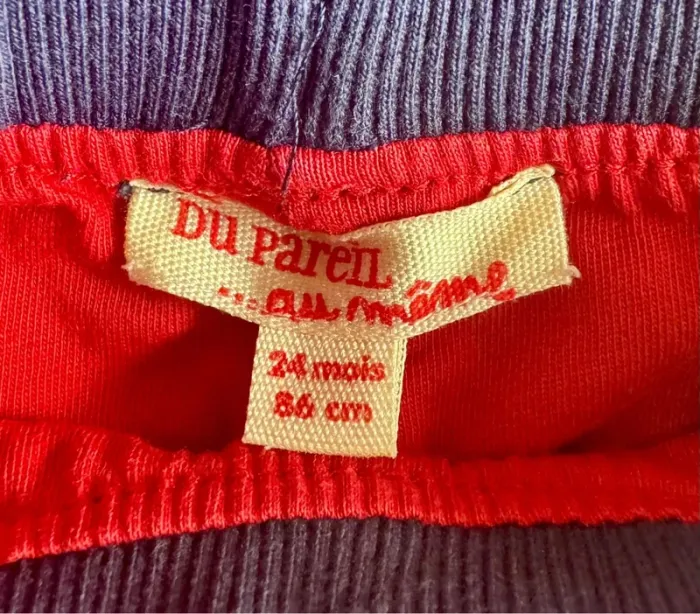 DU PAREIL
...au même
24 mois
86 cm